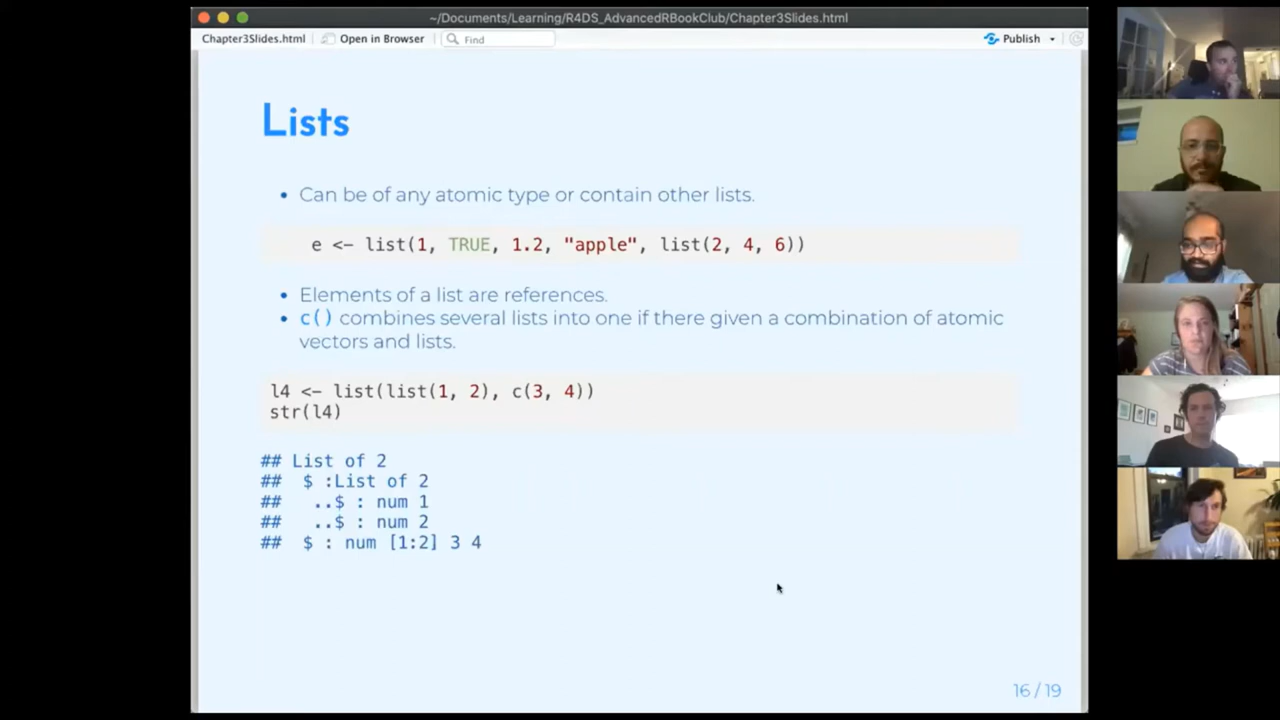 ~/Documents/Learning/R4DS_AdvancedRBookClub/Chapter3Slides.html
Chapter3Slides.html Open in Browser Find Publish
Lists
• Can be of any atomic type or contain other lists.
e <- list(1, TRUE, 1.2, "apple", list(2, 4, 6))
• Elements of a list are references.
• c() combines several lists into one if there given a combination of atomic
vectors and lists.
l4 <- list(list(1, 2), c(3, 4))
str(l4)
## List of 2
##  $ :List of 2
##   ..$ : num 1
##   ..$ : num 2
##  $ : num [1:2] 3 4
16 / 19